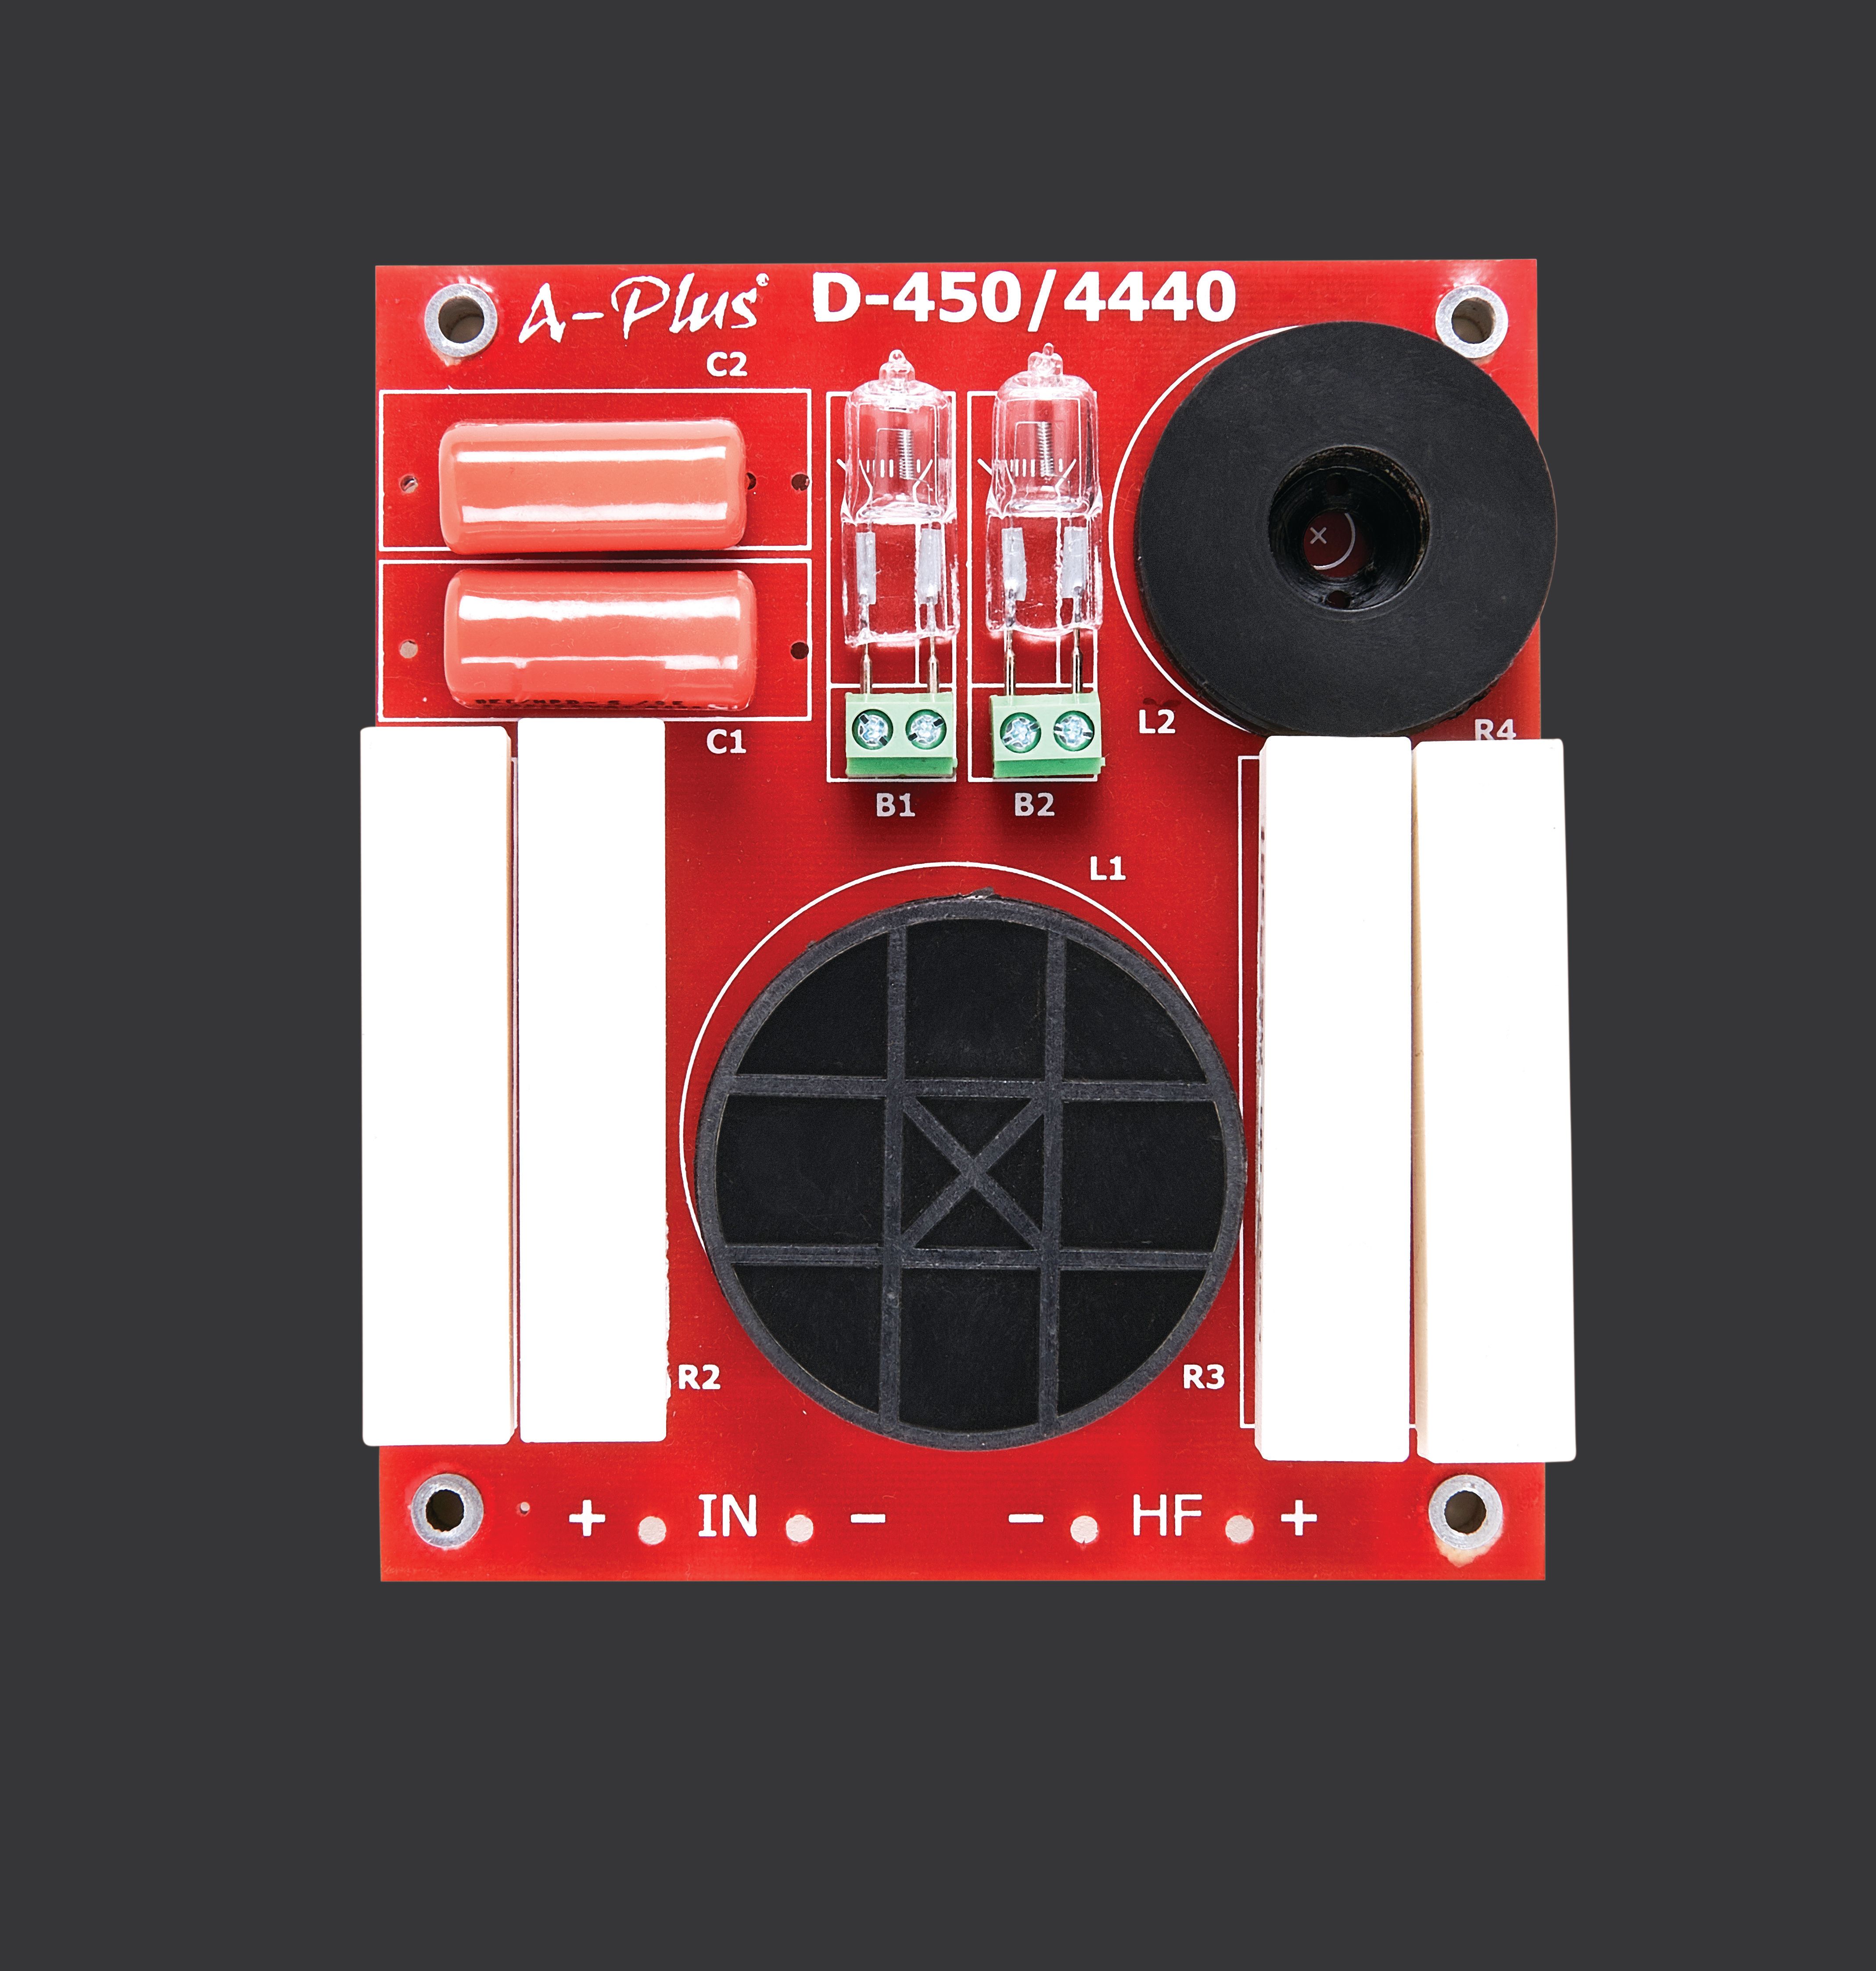 A-Plus D-450/4440
C2
C1
B1
B2
L2
R4
L1
R2
R3
+ IN −
− HF +